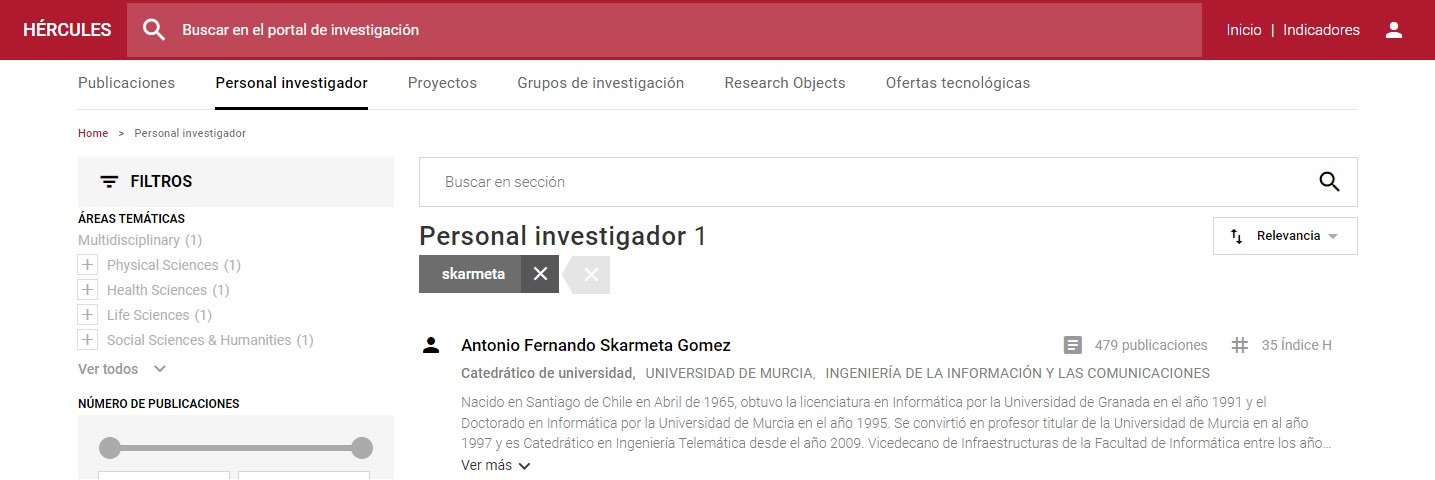 HÉRCULES
Buscar en el portal de investigación
Inicio | Indicadores
Publicaciones
Personal investigador
Proyectos
Grupos de investigación
Research Objects
Ofertas tecnológicas
Home > Personal investigador
FILTROS
ÁREAS TEMÁTICAS
Multidisciplinary (1)
Physical Sciences (1)
Health Sciences (1)
Life Sciences (1)
Social Sciences & Humanities (1)
Ver todos
NÚMERO DE PUBLICACIONES
Buscar en sección
Personal investigador 1
Relevancia
skarmeta
Antonio Fernando Skarmeta Gomez
479 publicaciones
35 Índice H
Catedrático de universidad, UNIVERSIDAD DE MURCIA, INGENIERÍA DE LA INFORMACIÓN Y LAS COMUNICACIONES
Nacido en Santiago de Chile en Abril de 1965, obtuvo la licenciatura en Informática por la Universidad de Granada en el año 1991 y el
Doctorado en Informática por la Universidad de Murcia en el año 1995. Se convirtió en profesor titular de la Universidad de Murcia en al año
1997 y es Catedrático en Ingeniería Telemática desde el año 2009. Vicedecano de Infraestructuras de la Facultad de Informática entre los año...
Ver más